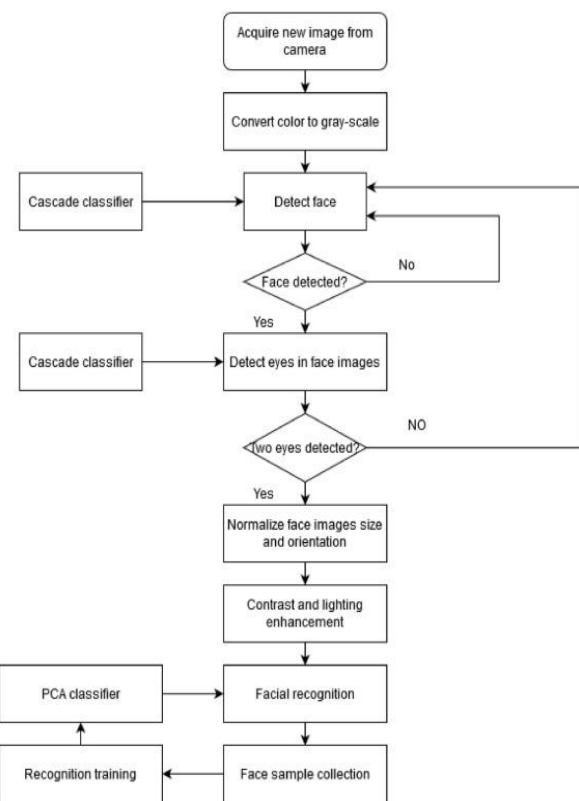 Acquire new image from
camera
Convert color to gray-scale
Cascade classifier
Detect face
Face detected?
No
Yes
Cascade classifier
Detect eyes in face images
Two eyes detected?
NO
Yes
Normalize face images size
and orientation
Contrast and lighting
enhancement
PCA classifier
Facial recognition
Recognition training
Face sample collection